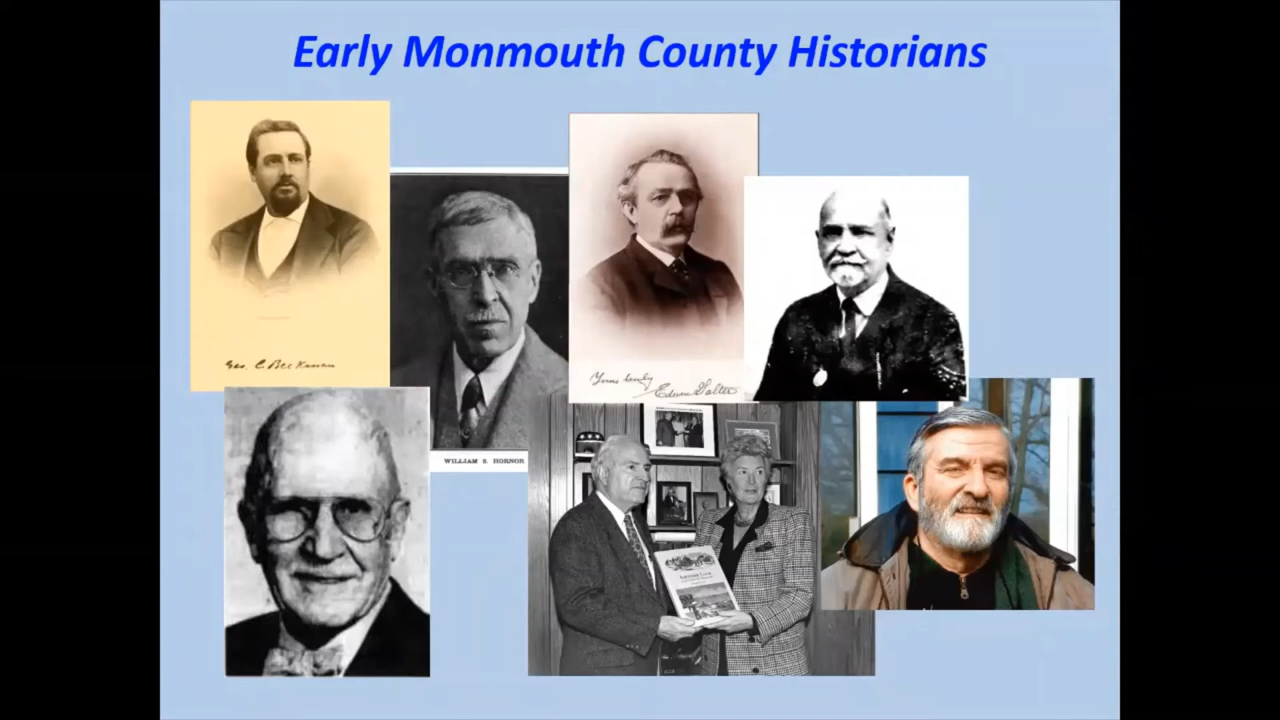 Early Monmouth County Historians
Geo. C. Beekman
WILLIAM S. HORNOR
Yours truly
Edwin Salter